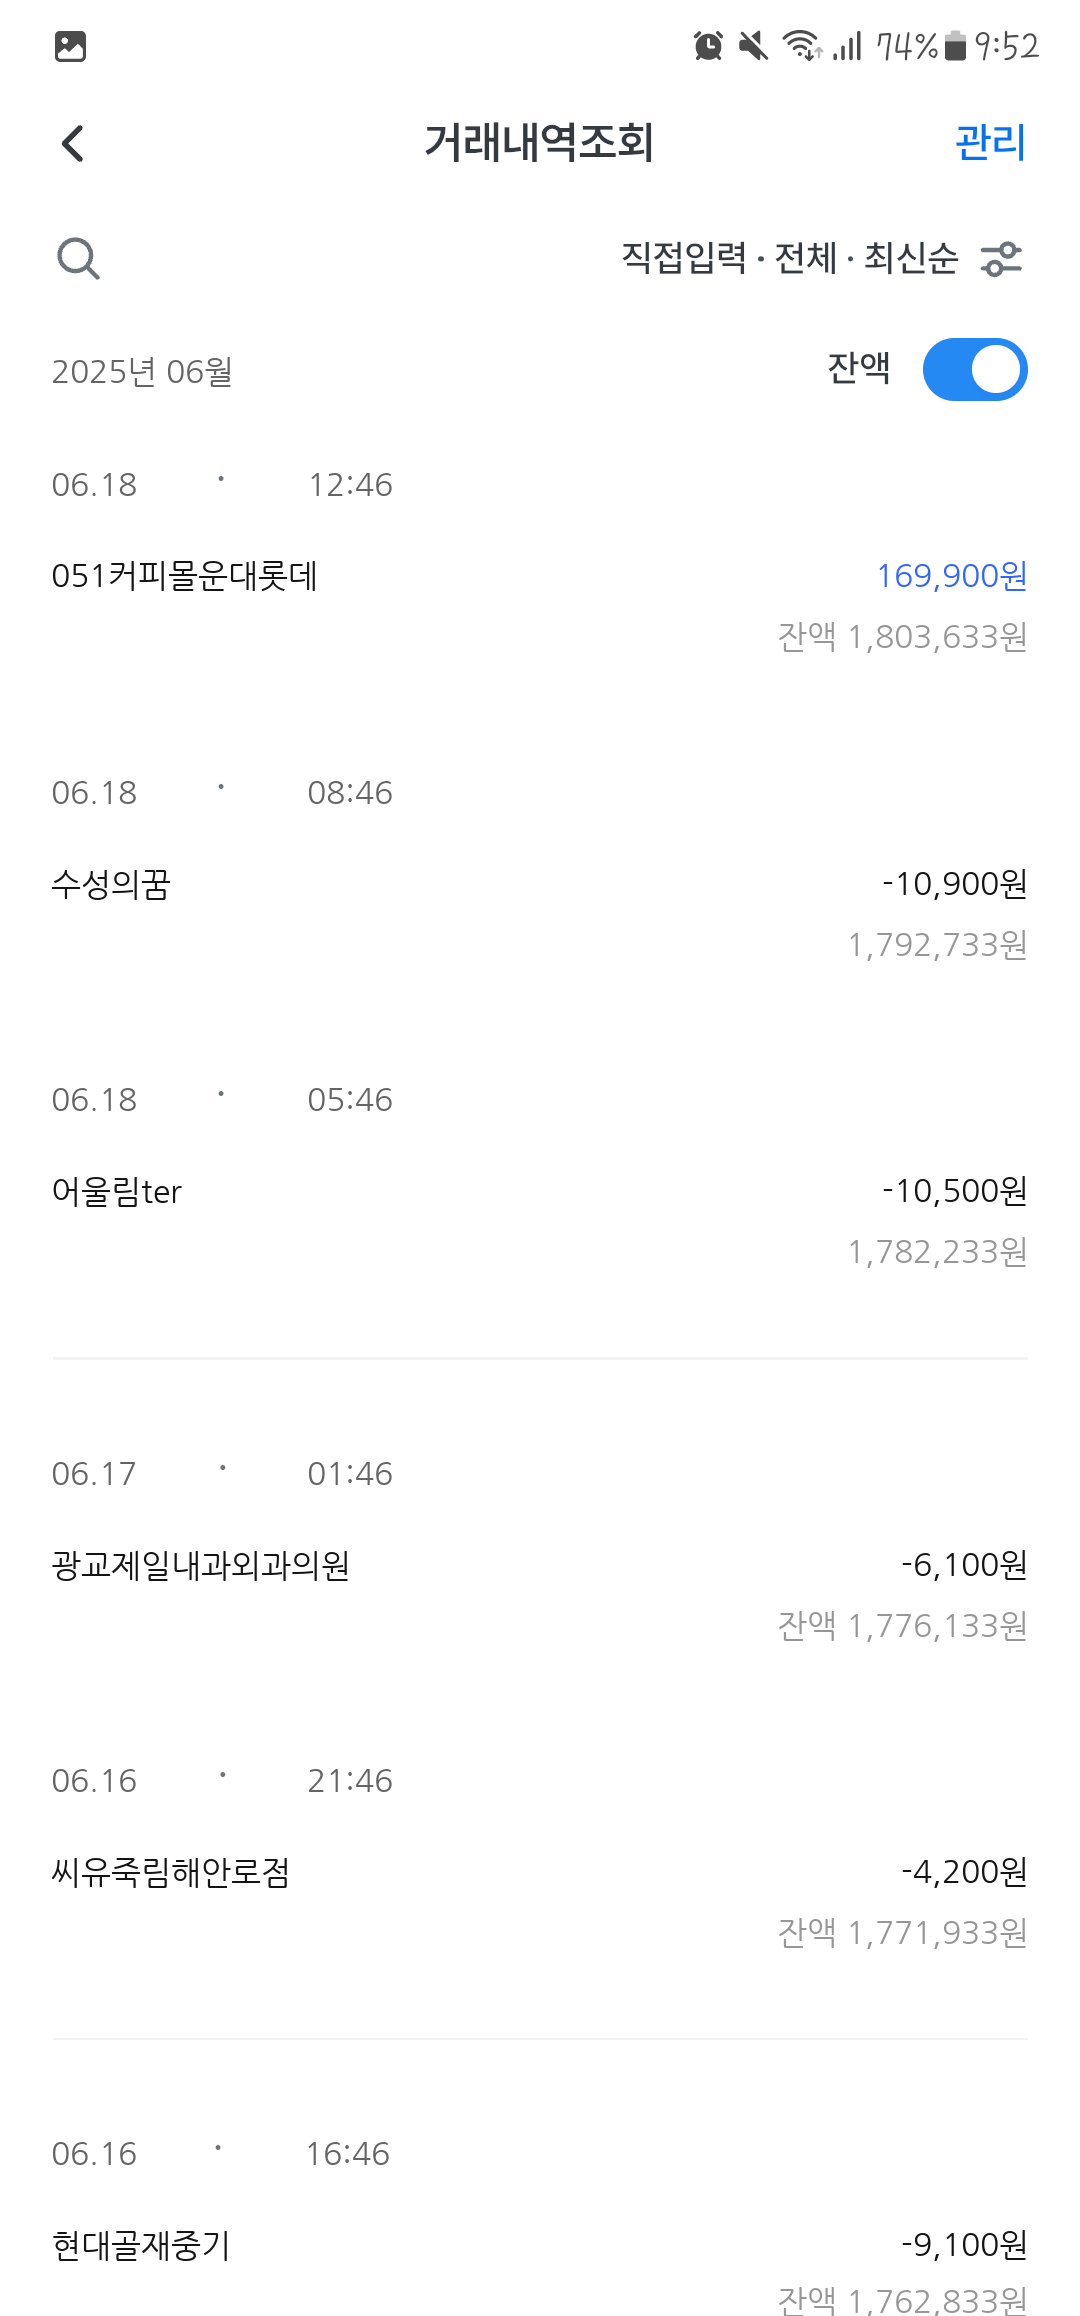 74% 9:52
거래내역조회 관리
직접입력 · 전체 · 최신순
2025년 06월 잔액
06.18 · 12:46
051커피몰운대롯데 169,900원
잔액 1,803,633원
06.18 · 08:46
수성의꿈 -10,900원
1,792,733원
06.18 · 05:46
어울림ter -10,500원
1,782,233원
06.17 · 01:46
광교제일내과외과의원 -6,100원
잔액 1,776,133원
06.16 · 21:46
씨유죽림해안로점 -4,200원
잔액 1,771,933원
06.16 · 16:46
현대골재중기 -9,100원
잔액 1,762,833원